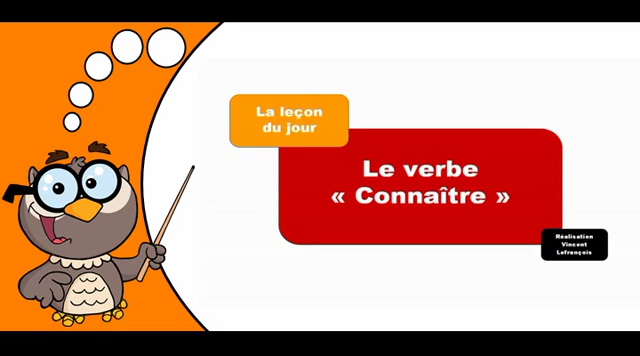 La leçon
du jour
Le verbe
« Connaître »
Réalisation
Vincent
Lefrançois